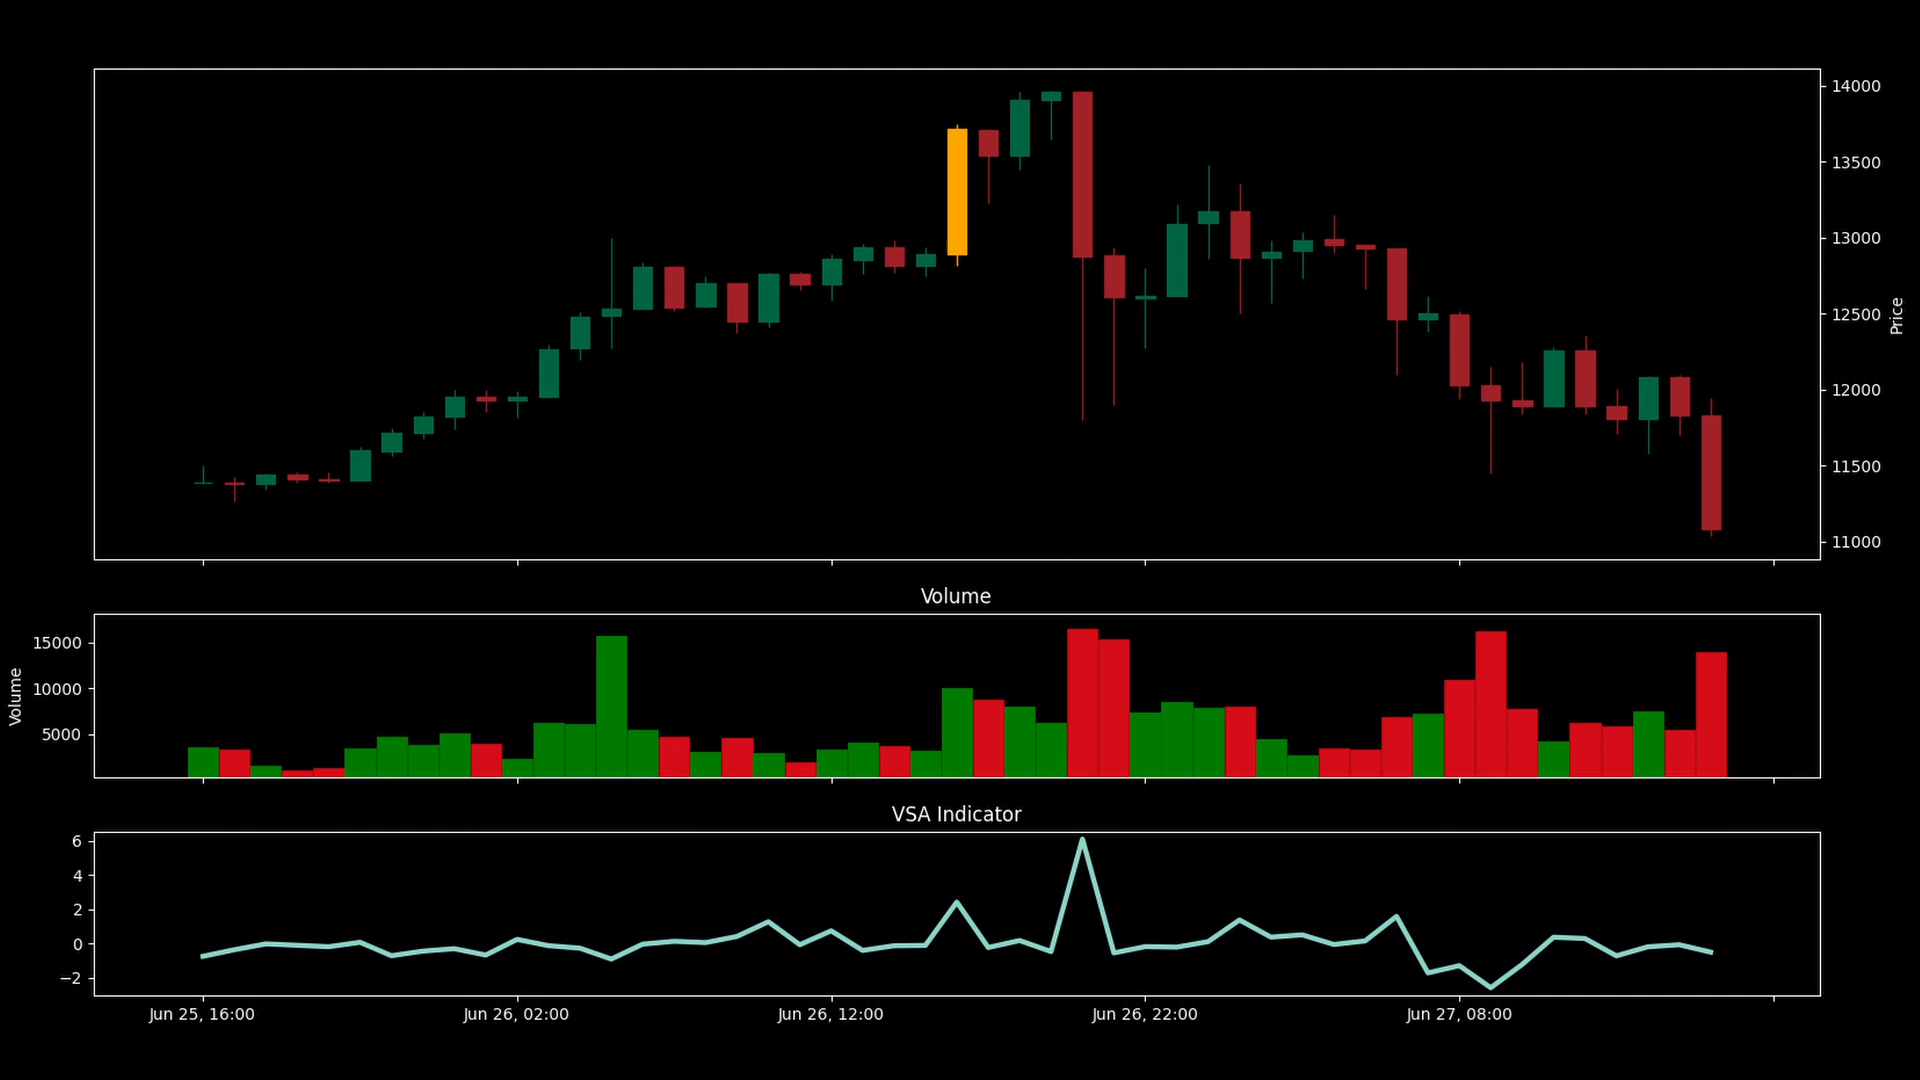 14000
13500
13000
12500
12000
11500
11000
Price
Volume
15000
10000
5000
Volume
VSA Indicator
6
4
2
0
−2
Jun 25, 16:00
Jun 26, 02:00
Jun 26, 12:00
Jun 26, 22:00
Jun 27, 08:00